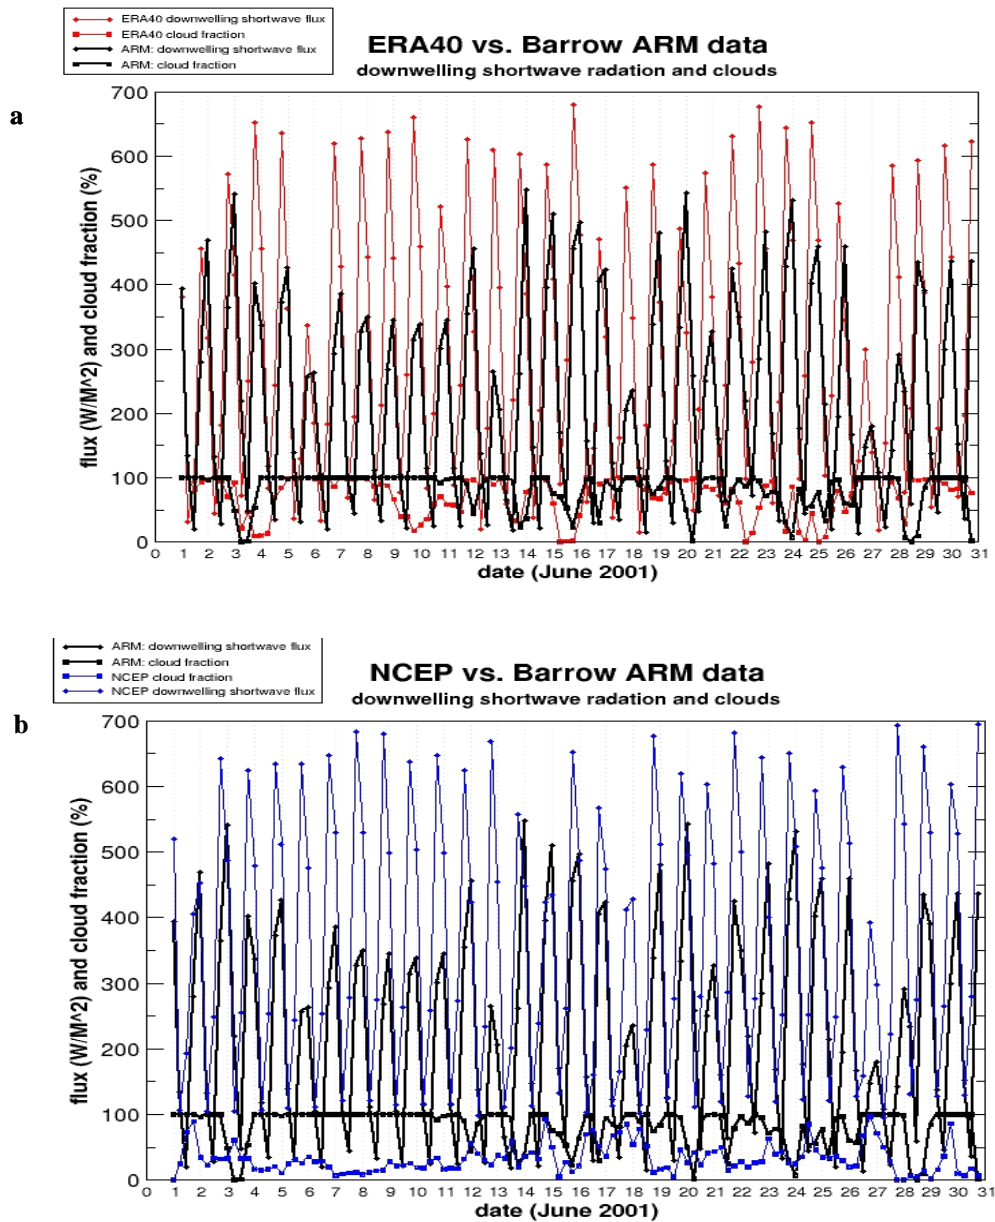 ERA40 downwelling shortwave flux
ERA40 cloud fraction
ARM: downwelling shortwave flux
ARM: cloud fraction
ERA40 vs. Barrow ARM data
downwelling shortwave radation and clouds
a
flux (W/M^2) and cloud fraction (%)
700
600
500
400
300
200
100
0
0 1 2 3 4 5 6 7 8 9 10 11 12 13 14 15 16 17 18 19 20 21 22 23 24 25 26 27 28 29 30 31
date (June 2001)
ARM: downwelling shortwave flux
ARM: cloud fraction
NCEP cloud fraction
NCEP downwelling shortwave flux
NCEP vs. Barrow ARM data
downwelling shortwave radiation and clouds
b
flux (W/M^2) and cloud fraction (%)
700
600
500
400
300
200
100
0
0 1 2 3 4 5 6 7 8 9 10 11 12 13 14 15 16 17 18 19 20 21 22 23 24 25 26 27 28 29 30 31
date (June 2001)